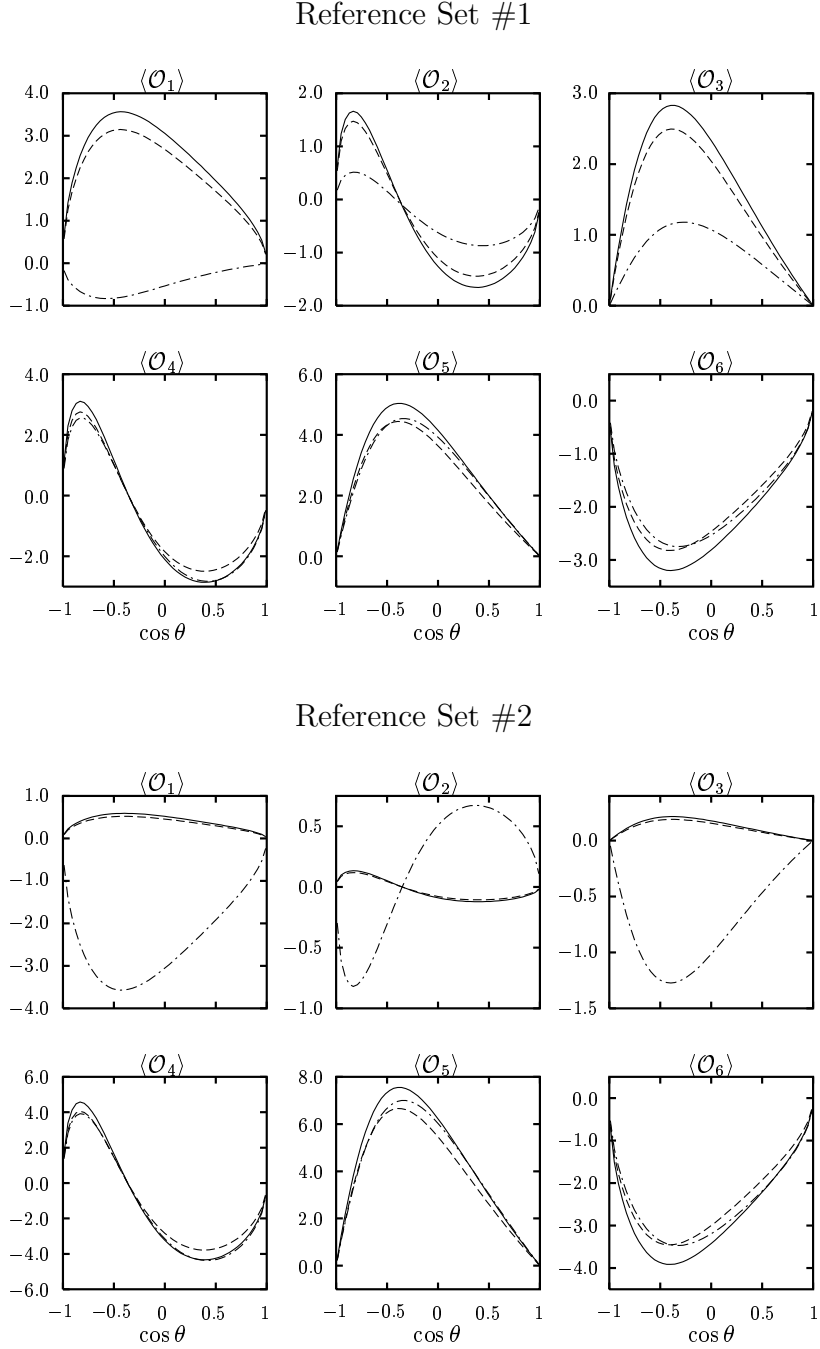 Reference Set #1
⟨𝒪₁⟩ ⟨𝒪₂⟩ ⟨𝒪₃⟩
4.0 2.0 3.0
3.0 1.0 2.0
2.0 0.0 1.0
1.0 −1.0 0.0
0.0 −2.0
−1.0
⟨𝒪₄⟩ ⟨𝒪₅⟩ ⟨𝒪₆⟩
4.0 6.0 0.0
2.0 4.0 −1.0
0.0 2.0 −2.0
−2.0 0.0 −3.0
−1 −0.5 0 0.5 1 −1 −0.5 0 0.5 1 −1 −0.5 0 0.5 1
cos θ cos θ cos θ
Reference Set #2
⟨𝒪₁⟩ ⟨𝒪₂⟩ ⟨𝒪₃⟩
1.0 0.5 0.0
0.0 0.0 −0.5
−1.0 −0.5 −1.0
−2.0 −1.0 −1.5
−3.0
−4.0
⟨𝒪₄⟩ ⟨𝒪₅⟩ ⟨𝒪₆⟩
6.0 8.0 0.0
4.0 6.0 −1.0
2.0 4.0 −2.0
0.0 2.0 −3.0
−2.0 0.0 −4.0
−4.0
−6.0
−1 −0.5 0 0.5 1 −1 −0.5 0 0.5 1 −1 −0.5 0 0.5 1
cos θ cos θ cos θ